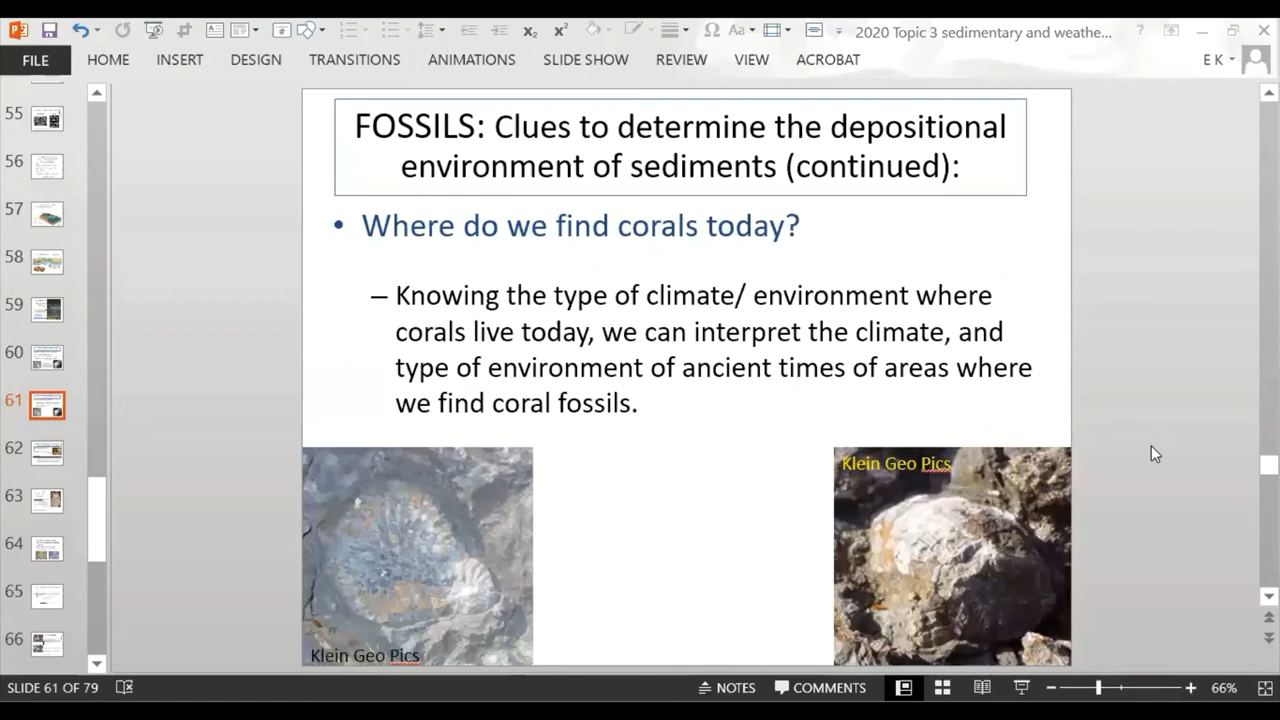 2020 Topic 3 sedimentary and weathe...
FILE HOME INSERT DESIGN TRANSITIONS ANIMATIONS SLIDE SHOW REVIEW VIEW ACROBAT E K
55
56
57
58
59
60
61
62
63
64
65
66
FOSSILS: Clues to determine the depositional
environment of sediments (continued):
• Where do we find corals today?
– Knowing the type of climate/ environment where
corals live today, we can interpret the climate, and
type of environment of ancient times of areas where
we find coral fossils.
Klein Geo Pics
Klein Geo Pics
SLIDE 61 OF 79 NOTES COMMENTS 66%